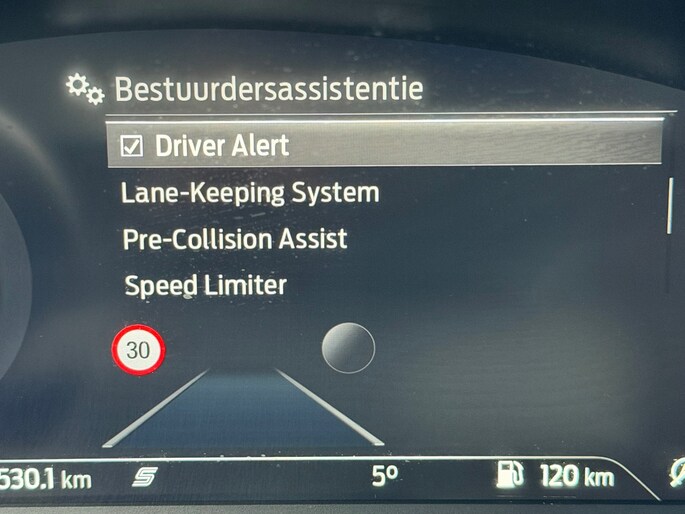 Bestuurdersassistentie
Driver Alert
Lane-Keeping System
Pre-Collision Assist
Speed Limiter
30
530.1 km
S
5°
120 km